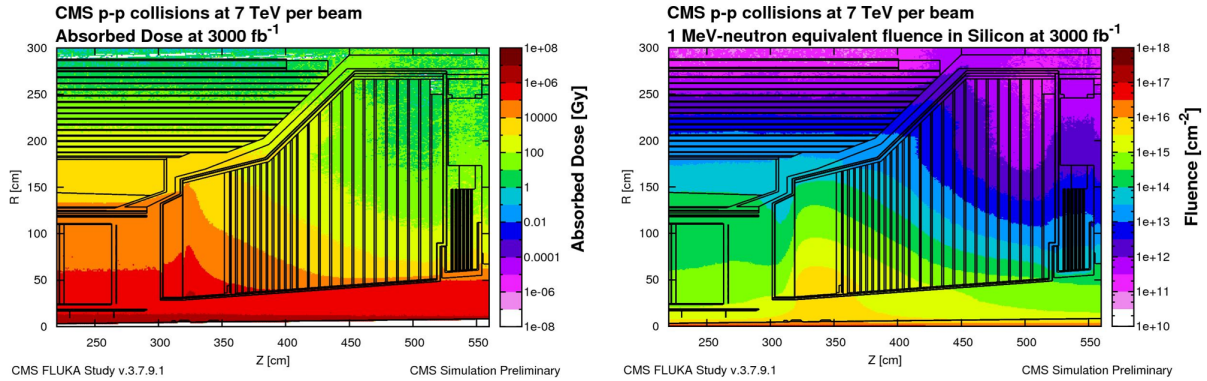 CMS p-p collisions at 7 TeV per beam
Absorbed Dose at 3000 fb⁻¹
R [cm]
300
250
200
150
100
50
0
250
300
350
400
450
500
550
Z [cm]
1e+08
1e+06
10000
100
1
0.01
0.0001
1e-06
1e-08
Absorbed Dose [Gy]
CMS FLUKA Study v.3.7.9.1
CMS Simulation Preliminary
CMS p-p collisions at 7 TeV per beam
1 MeV-neutron equivalent fluence in Silicon at 3000 fb⁻¹
R [cm]
300
250
200
150
100
50
0
250
300
350
400
450
500
550
Z [cm]
1e+18
1e+17
1e+16
1e+15
1e+14
1e+13
1e+12
1e+11
1e+10
Fluence [cm⁻²]
CMS FLUKA Study v.3.7.9.1
CMS Simulation Preliminary